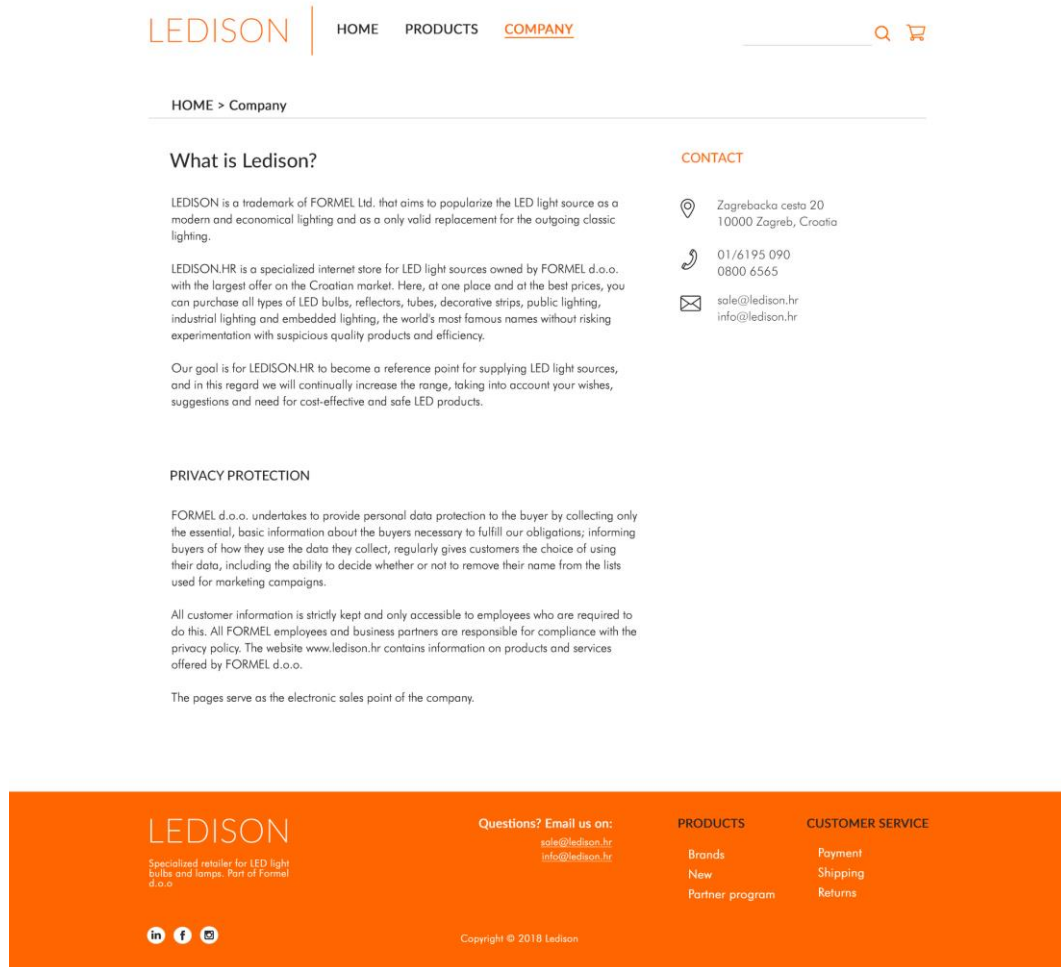 LEDISON
HOME PRODUCTS COMPANY
HOME > Company
What is Ledison?
LEDISON is a trademark of FORMEL Ltd. that aims to popularize the LED light source as a
modern and economical lighting and as a only valid replacement for the outgoing classic
lighting.
LEDISON.HR is a specialized internet store for LED light sources owned by FORMEL d.o.o.
with the largest offer on the Croatian market. Here, at one place and at the best prices, you
can purchase all types of LED bulbs, reflectors, tubes, decorative strips, public lighting,
industrial lighting and embedded lighting, the world's most famous names without risking
experimentation with suspicious quality products and efficiency.
Our goal is for LEDISON.HR to become a reference point for supplying LED light sources,
and in this regard we will continually increase the range, taking into account your wishes,
suggestions and need for cost-effective and safe LED products.
PRIVACY PROTECTION
FORMEL d.o.o. undertakes to provide personal data protection to the buyer by collecting only
the essential, basic information about the buyers necessary to fulfill our obligations; informing
buyers of how they use the data they collect, regularly gives customers the choice of using
their data, including the ability to decide whether or not to remove their name from the lists
used for marketing campaigns.
All customer information is strictly kept and only accessible to employees who are required to
do this. All FORMEL employees and business partners are responsible for compliance with the
privacy policy. The website www.ledison.hr contains information on products and services
offered by FORMEL d.o.o.
The pages serve as the electronic sales point of the company.
CONTACT
Zagrebacka cesta 20
10000 Zagreb, Croatia
01/6195 090
0800 6565
sale@ledison.hr
info@ledison.hr
LEDISON
Specialized retailer for LED light
bulbs and lamps. Part of Formel
d.o.o
in f
Questions? Email us on:
sale@ledison.hr
info@ledison.hr
Copyright © 2018 Ledison
PRODUCTS
Brands
New
Partner program
CUSTOMER SERVICE
Payment
Shipping
Returns